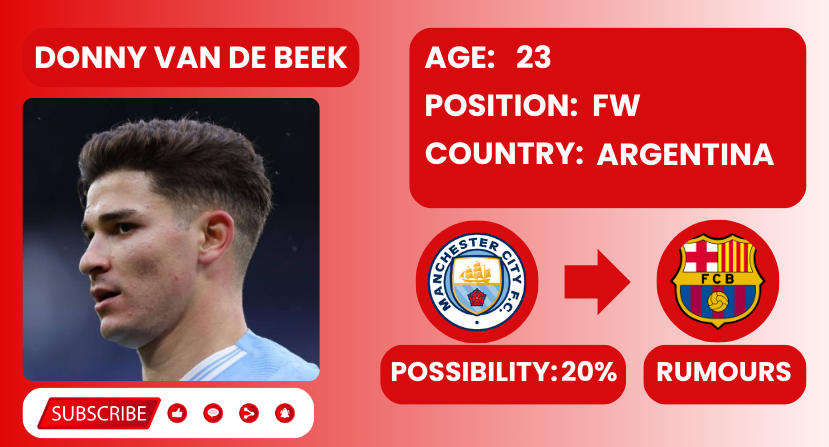 DONNY VAN DE BEEK
AGE: 23
POSITION: FW
COUNTRY: ARGENTINA
MANCHESTER CITY F.C.
FCB
POSSIBILITY: 20%
RUMOURS
SUBSCRIBE